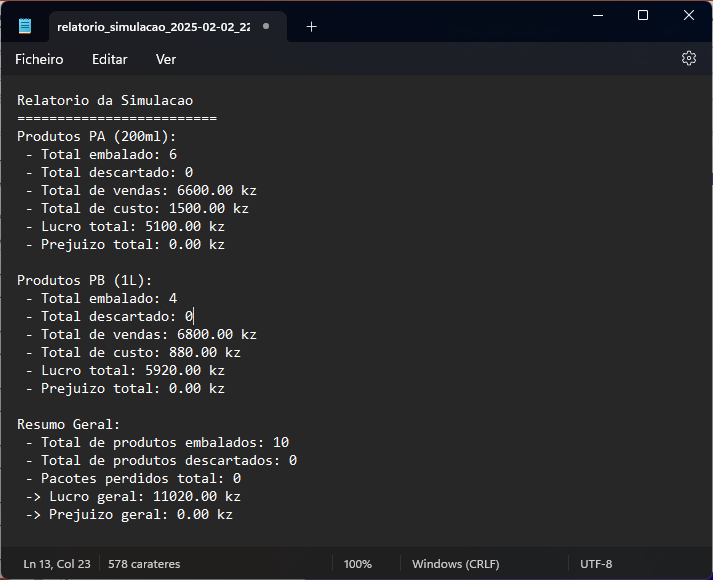 relatorio_simulacao_2025-02-02_22
Ficheiro Editar Ver
Relatorio da Simulacao
=========================
Produtos PA (200ml):
- Total embalado: 6
- Total descartado: 0
- Total de vendas: 6600.00 kz
- Total de custo: 1500.00 kz
- Lucro total: 5100.00 kz
- Prejuizo total: 0.00 kz
Produtos PB (1L):
- Total embalado: 4
- Total descartado: 0
- Total de vendas: 6800.00 kz
- Total de custo: 880.00 kz
- Lucro total: 5920.00 kz
- Prejuizo total: 0.00 kz
Resumo Geral:
- Total de produtos embalados: 10
- Total de produtos descartados: 0
- Pacotes perdidos total: 0
-> Lucro geral: 11020.00 kz
-> Prejuizo geral: 0.00 kz
Ln 13, Col 23 578 carateres 100% Windows (CRLF) UTF-8